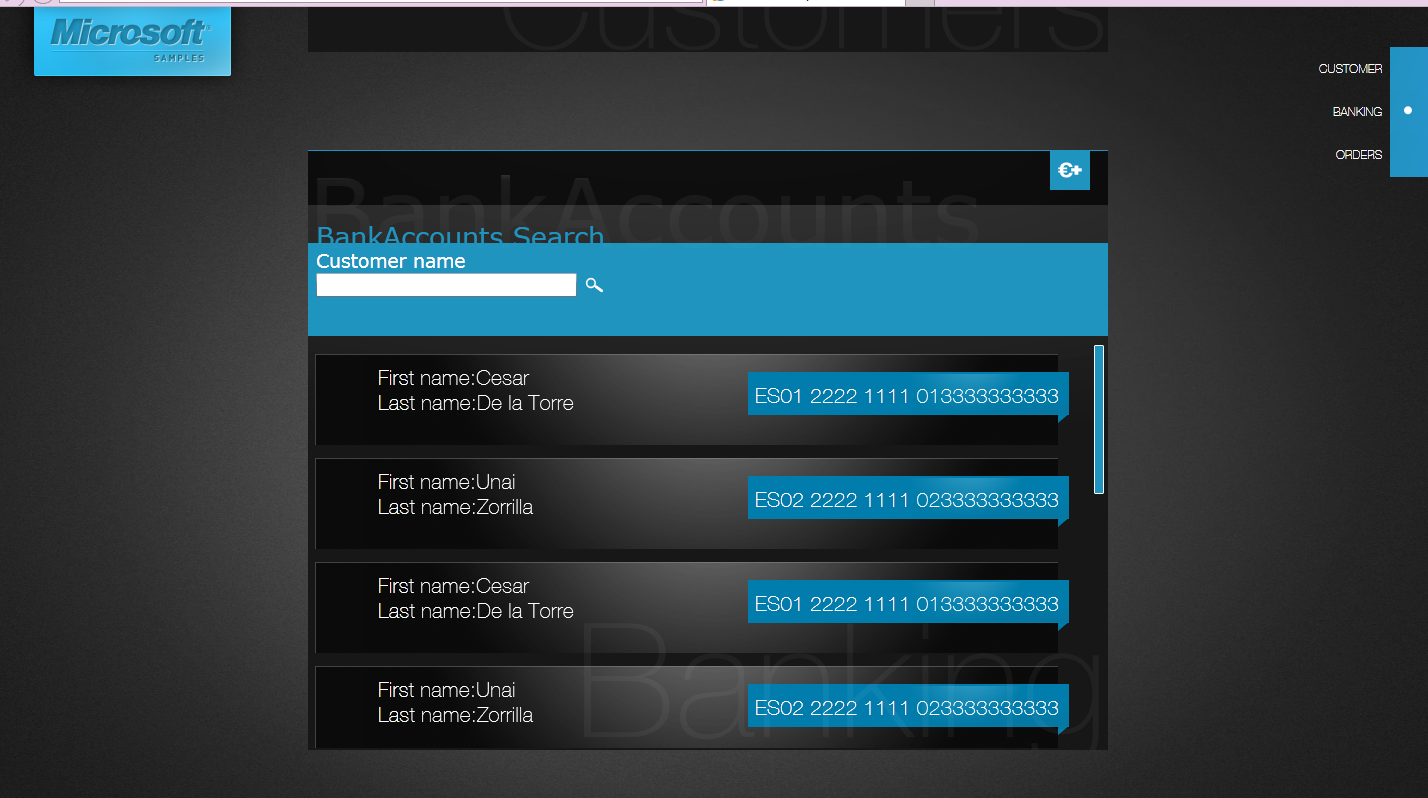 Customers
Microsoft
SAMPLES
CUSTOMER
BANKING
ORDERS
€+
BankAccounts
BankAccounts Search
Customer name
First name:Cesar
Last name:De la Torre
ES01 2222 1111 013333333333
First name:Unai
Last name:Zorrilla
ES02 2222 1111 023333333333
First name:Cesar
Last name:De la Torre
ES01 2222 1111 013333333333
Banking
First name:Unai
Last name:Zorrilla
ES02 2222 1111 023333333333